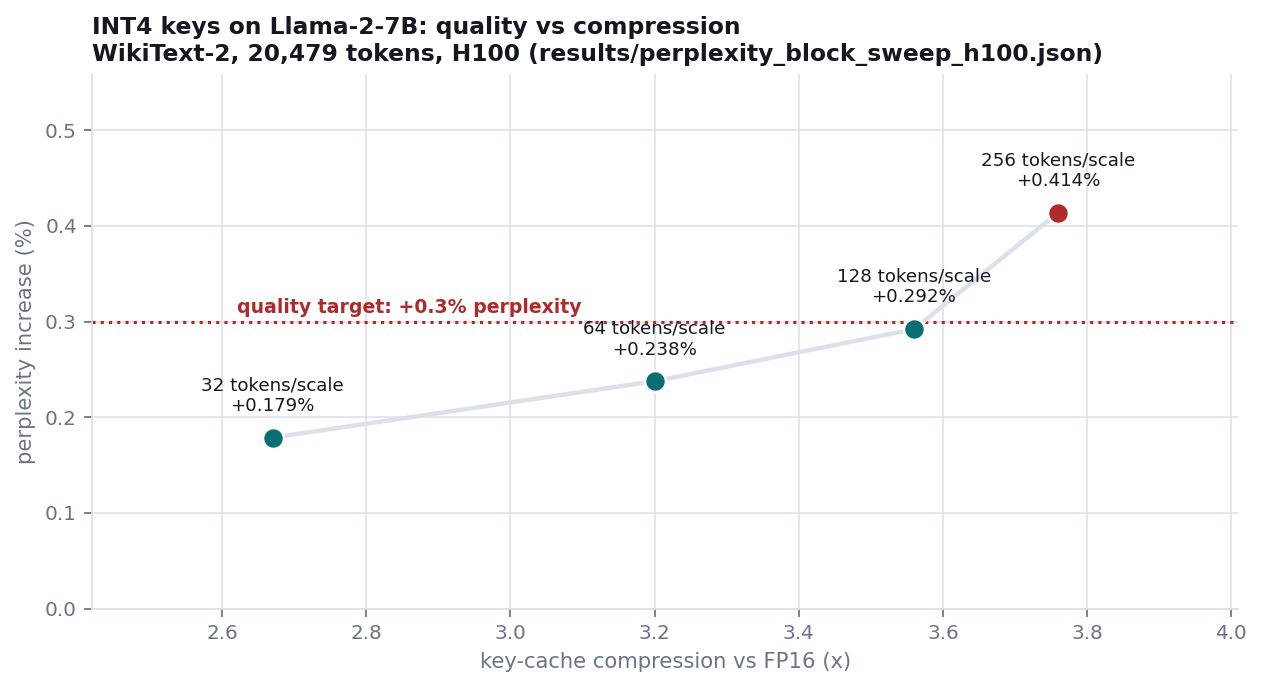 INT4 keys on Llama-2-7B: quality vs compression
WikiText-2, 20,479 tokens, H100 (results/perplexity_block_sweep_h100.json)
perplexity increase (%)
0.5
0.4
0.3
0.2
0.1
0.0
256 tokens/scale
+0.414%
128 tokens/scale
+0.292%
quality target: +0.3% perplexity
64 tokens/scale
+0.238%
32 tokens/scale
+0.179%
2.6 2.8 3.0 3.2 3.4 3.6 3.8 4.0
key-cache compression vs FP16 (x)